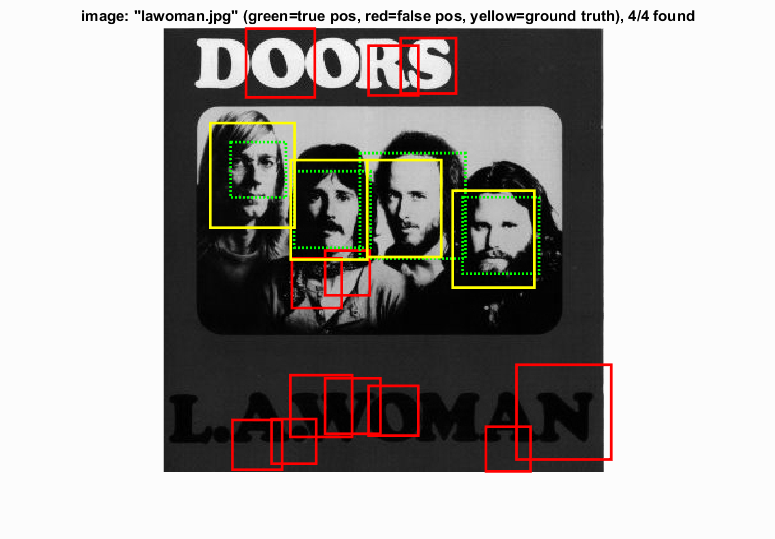 image: "lawoman.jpg" (green=true pos, red=false pos, yellow=ground truth), 4/4 found
DOORS
L.A.WOMAN